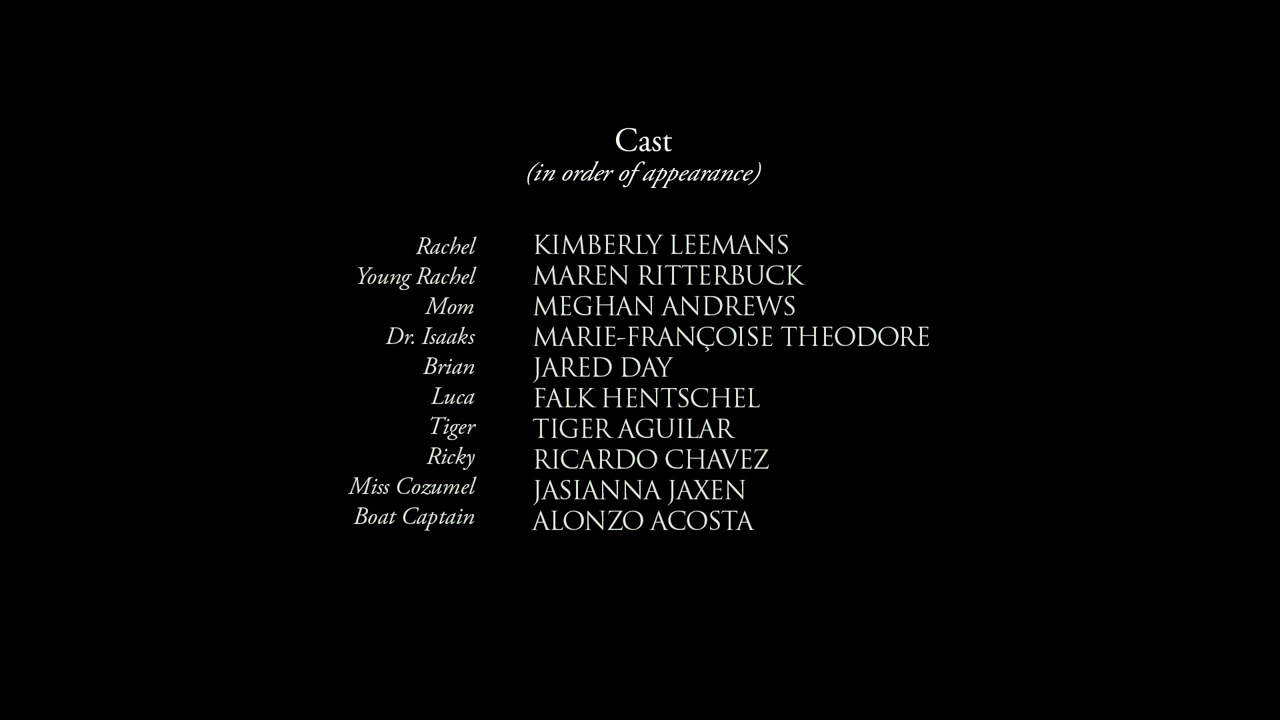 Cast
(in order of appearance)
Rachel KIMBERLY LEEMANS
Young Rachel MAREN RITTERBUCK
Mom MEGHAN ANDREWS
Dr. Isaaks MARIE-FRANÇOISE THEODORE
Brian JARED DAY
Luca FALK HENTSCHEL
Tiger TIGER AGUILAR
Ricky RICARDO CHAVEZ
Miss Cozumel JASIANNA JAXEN
Boat Captain ALONZO ACOSTA